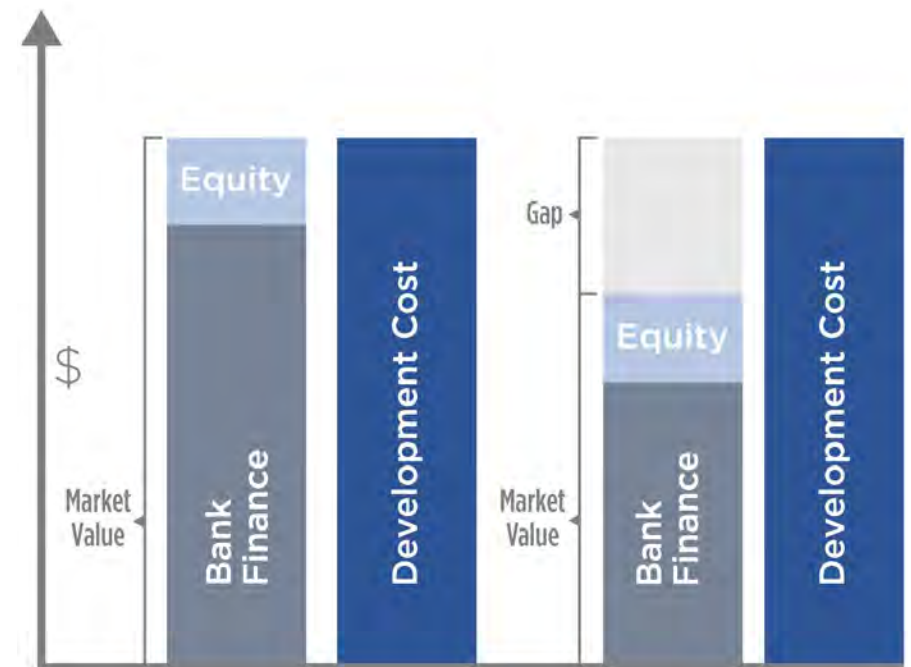 $
Market
Value
Equity
Bank
Finance
Development Cost
Gap
Market
Value
Equity
Bank
Finance
Development Cost